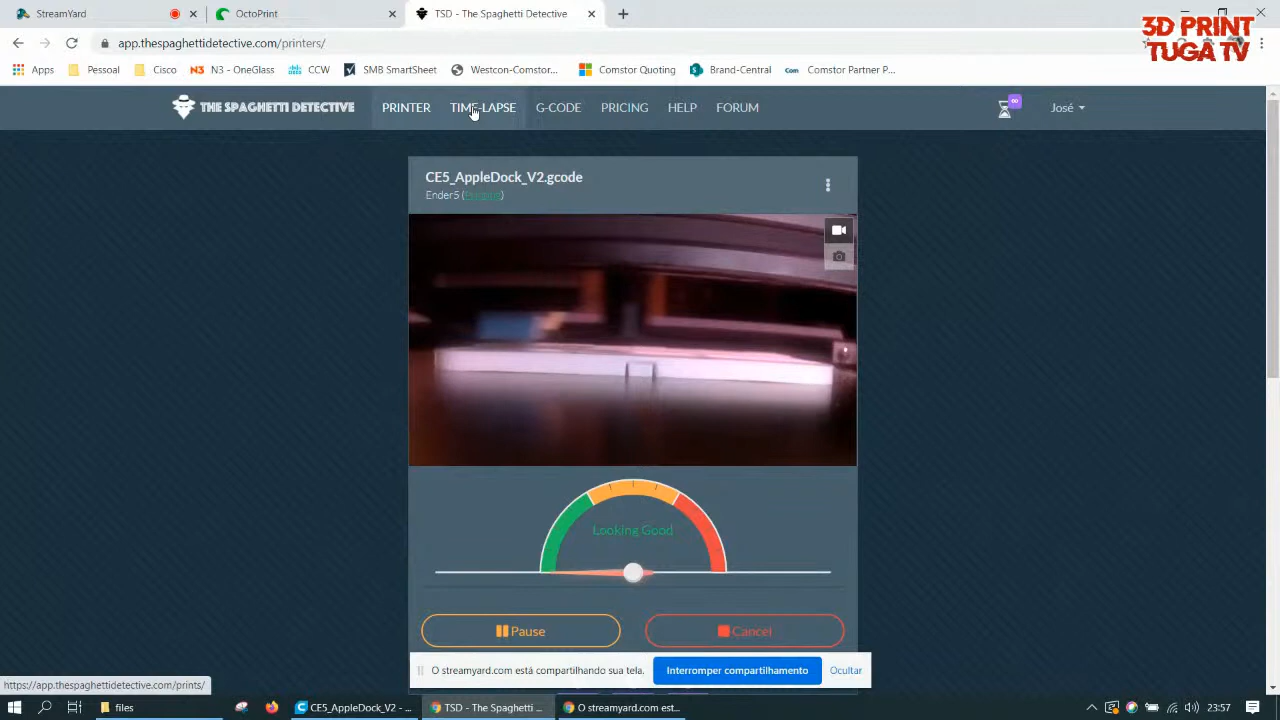 StreamYard
OctoPrint
TSD - The Spaghetti Detective
app.thespaghettidetective.com/printers/
3D PRINT
TUGA TV
Apps
Pessoal
Cisco
N3 - OneGlass
CCW
SMB SmartSheet
Westcon-Comstor...
Comstor Quoting
Brand-Central
Com
Comstor Partner P...
THE SPAGHETTI DETECTIVE
PRINTER
TIME-LAPSE
G-CODE
PRICING
HELP
FORUM
José
CE5_AppleDock_V2.gcode
Ender5 (Printing)
Looking Good
Pause
Cancel
O streamyard.com está compartilhando sua tela.
Interromper compartilhamento
Ocultar
https://app.thespaghettidetective.com/prints/
files
CE5_AppleDock_V2 - ...
TSD - The Spaghetti ...
O streamyard.com est...
23:57